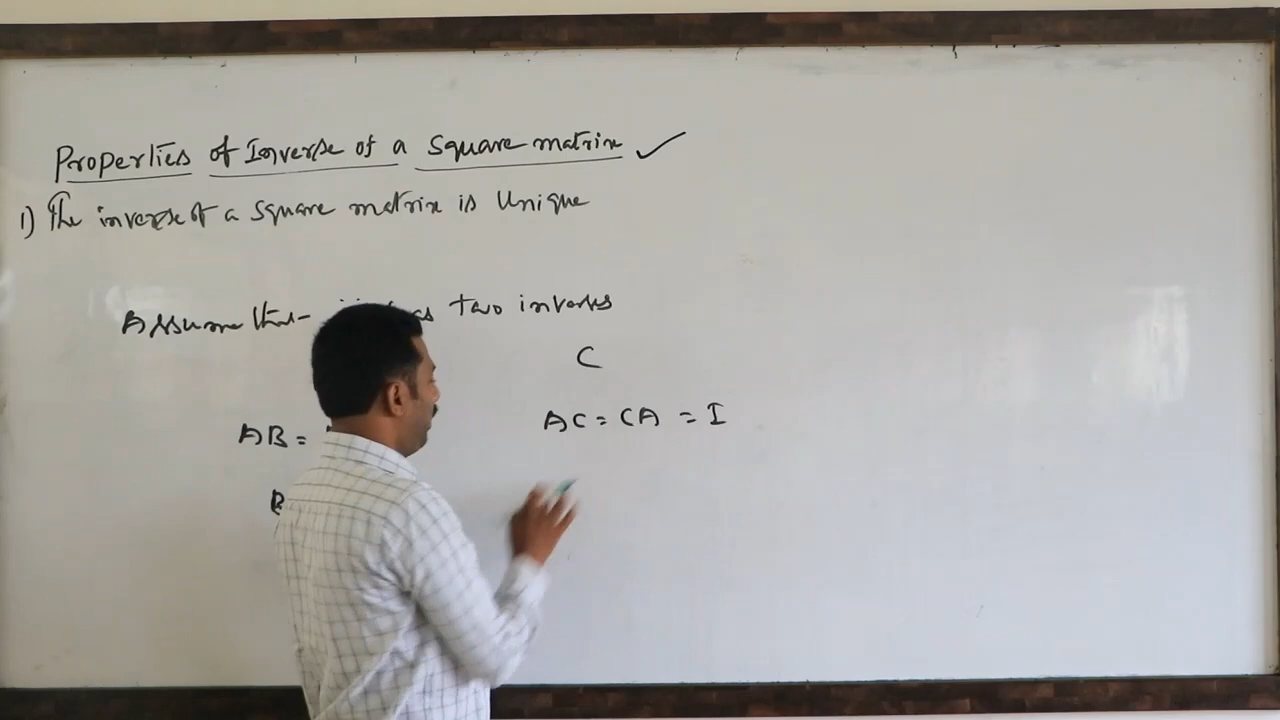 Properties of Inverse of a Square matrix ✓
1) The inverse of a square matrix is Unique
Assume that two inverses
C
AB = AC = CA = I
B